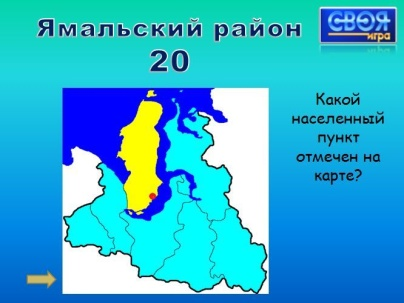 Ямальский район
20
СВОЯ
игра
Какой
населенный
пункт
отмечен на
карте?